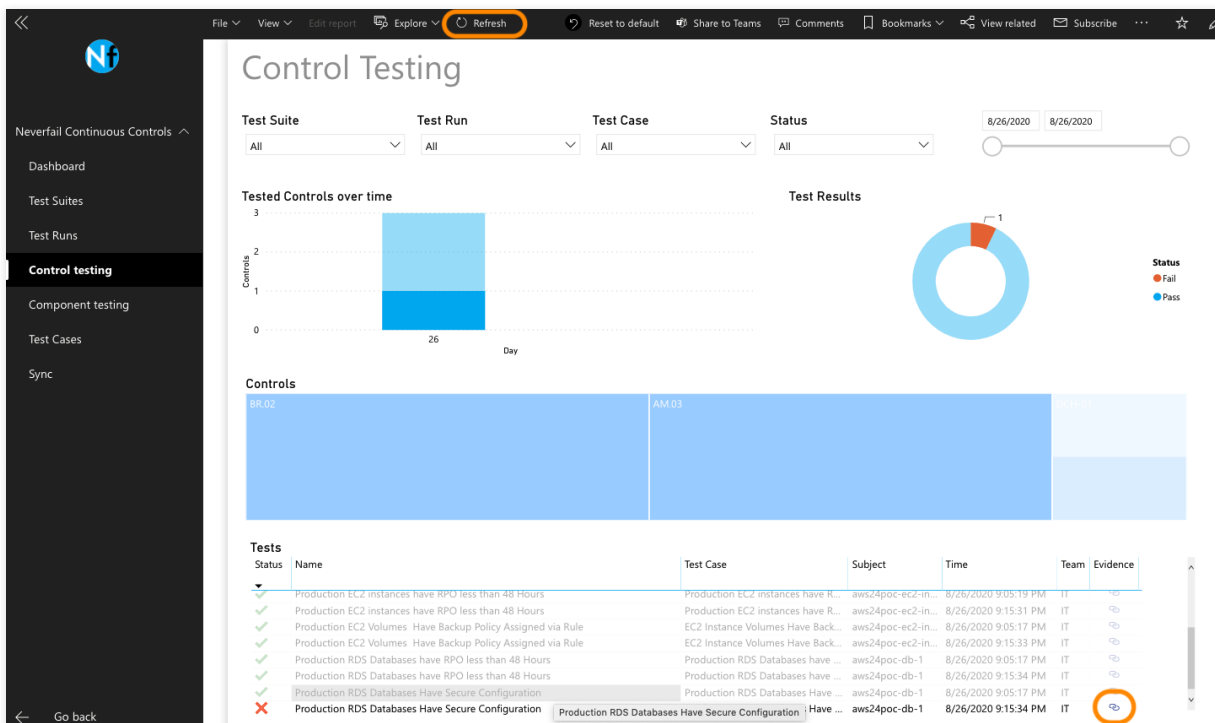 File View Edit report Explore Refresh Reset to default Share to Teams Comments Bookmarks View related Subscribe ...
Nf
Neverfail Continuous Controls
Dashboard
Test Suites
Test Runs
Control testing
Component testing
Test Cases
Sync
Go back
Control Testing
Test Suite Test Run Test Case Status
All All All All 8/26/2020 8/26/2020
Tested Controls over time
3
2
1
0
Controls
26
Day
Test Results
1
Status
Fail
Pass
Controls
BR.02 AM.03
Tests
Status Name Test Case Subject Time Team Evidence
Production EC2 instances have RPO less than 48 Hours Production EC2 instances have R... aws24poc-ec2-in... 8/26/2020 9:05:19 PM IT
Production EC2 instances have RPO less than 48 Hours Production EC2 instances have R... aws24poc-ec2-in... 8/26/2020 9:15:31 PM IT
Production EC2 Volumes Have Backup Policy Assigned via Rule EC2 Instance Volumes Have Back... aws24poc-ec2-in... 8/26/2020 9:05:17 PM IT
Production EC2 Volumes Have Backup Policy Assigned via Rule EC2 Instance Volumes Have Back... aws24poc-ec2-in... 8/26/2020 9:15:33 PM IT
Production RDS Databases have RPO less than 48 Hours Production RDS Databases have ... aws24poc-db-1 8/26/2020 9:05:17 PM IT
Production RDS Databases have RPO less than 48 Hours Production RDS Databases have ... aws24poc-db-1 8/26/2020 9:15:34 PM IT
Production RDS Databases Have Secure Configuration Production RDS Databases Have ... aws24poc-db-1 8/26/2020 9:05:17 PM IT
Production RDS Databases Have Secure Configuration Have ... aws24poc-db-1 8/26/2020 9:15:34 PM IT
Production RDS Databases Have Secure Configuration